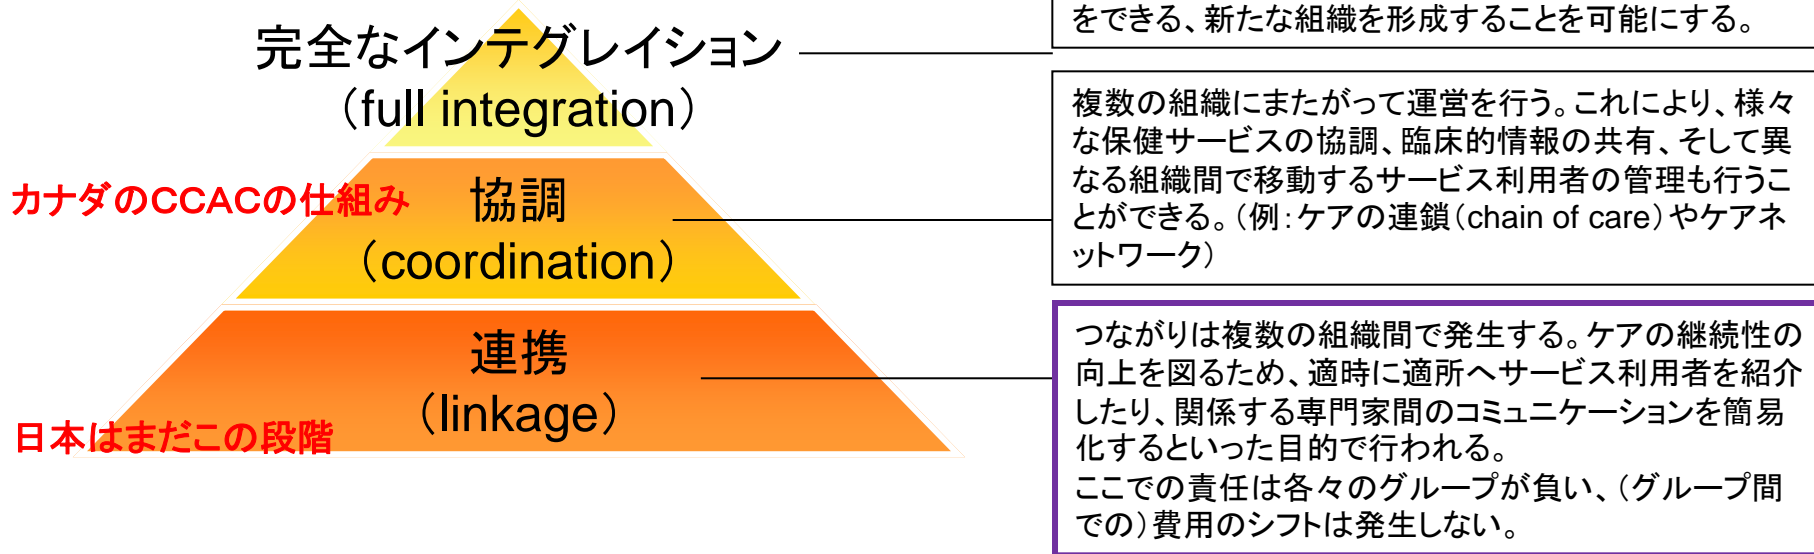 をできる、新たな組織を形成することを可能にする。
完全なインテグレイション
（full integration）
複数の組織にまたがって運営を行う。これにより、様々
な保健サービスの協調、臨床的情報の共有、そして異
なる組織間で移動するサービス利用者の管理も行うこ
とができる。（例：ケアの連鎖（chain of care）やケアネ
ットワーク）
カナダのCCACの仕組み
協調
（coordination）
つながりは複数の組織間で発生する。ケアの継続性の
向上を図るため、適時に適所へサービス利用者を紹介
したり、関係する専門家間のコミュニケーションを簡易
化するといった目的で行われる。
ここでの責任は各々のグループが負い、（グループ間
での）費用のシフトは発生しない。
連携
（linkage）
日本はまだこの段階